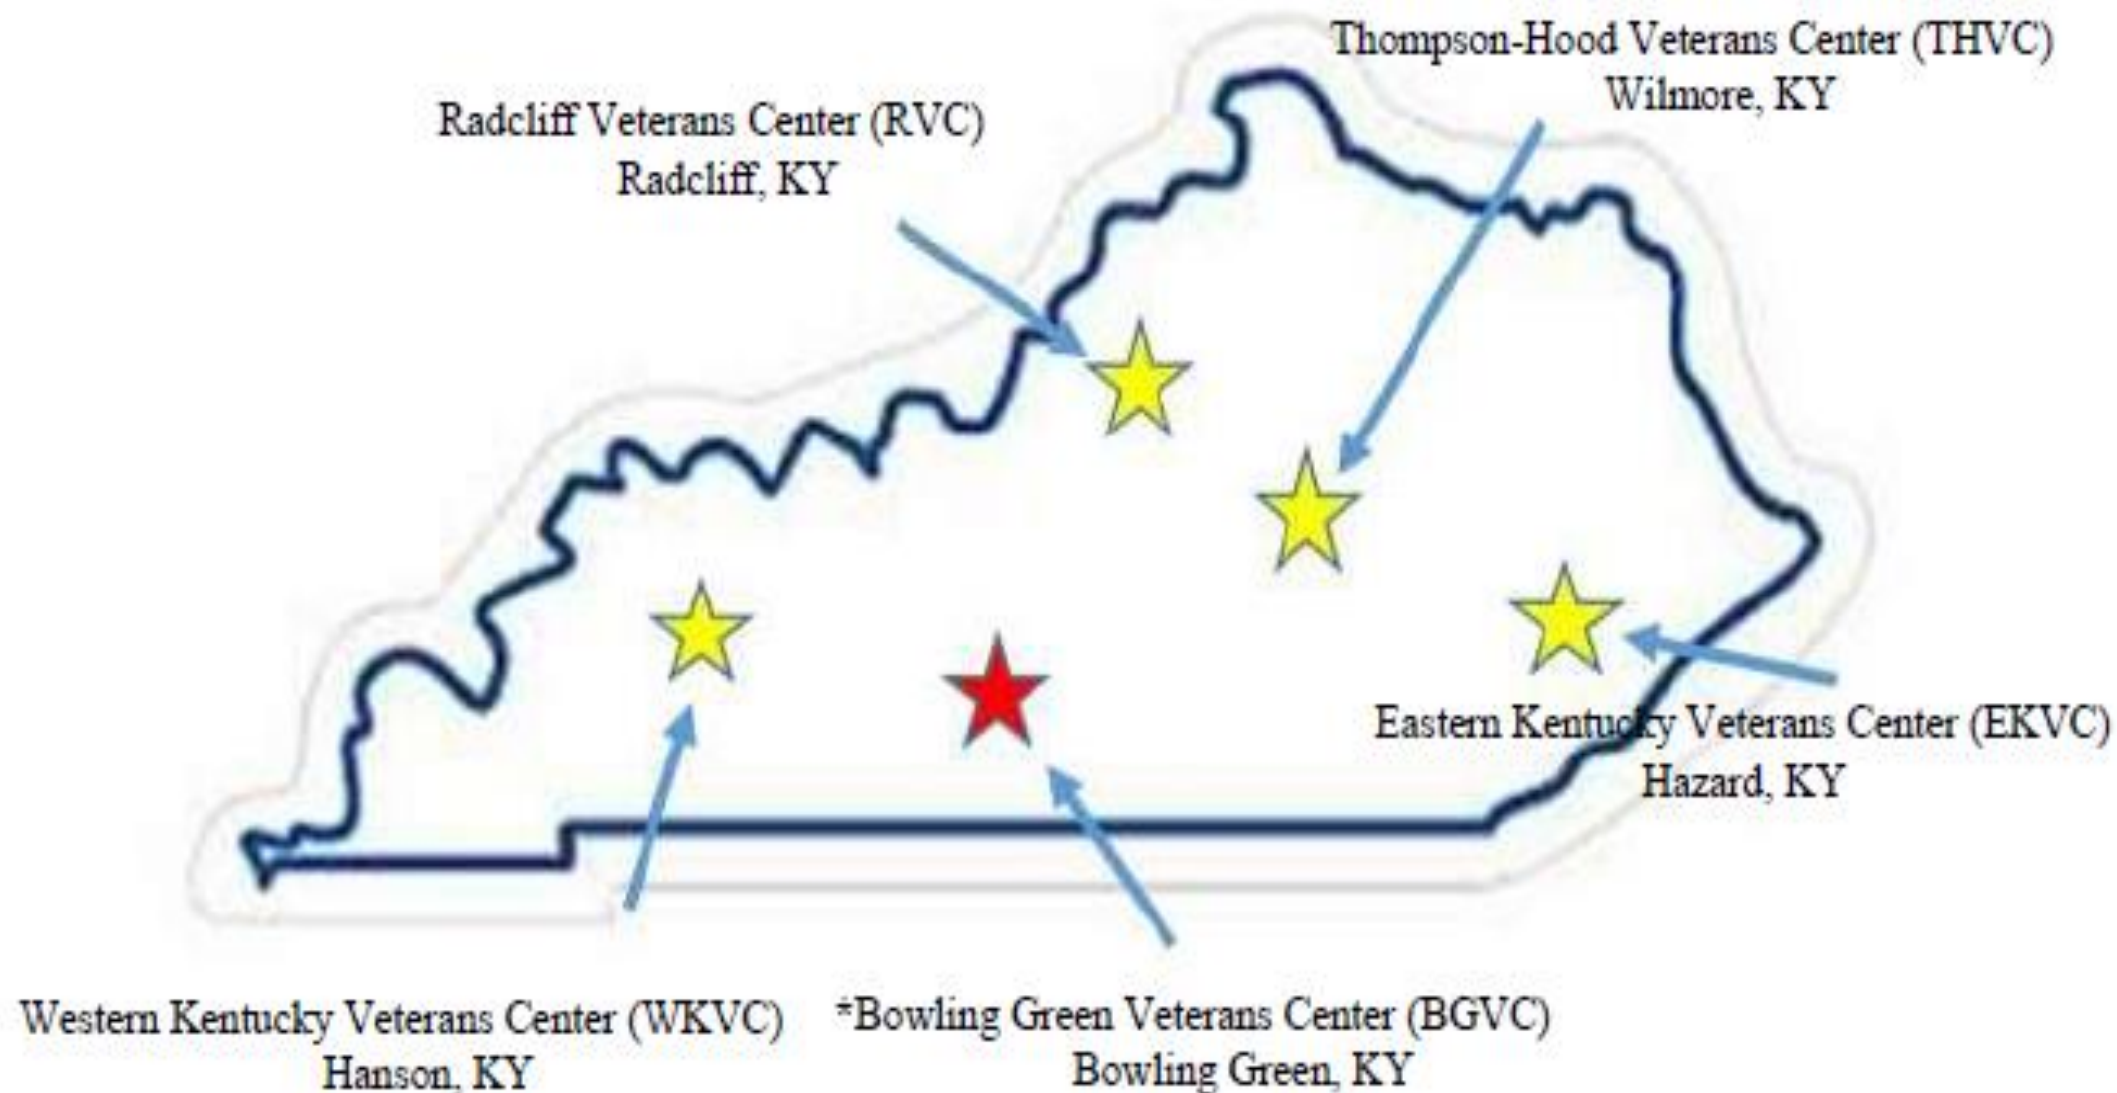 Thompson-Hood Veterans Center (THVC)
Wilmore, KY
Radcliff Veterans Center (RVC)
Radcliff, KY
Eastern Kentucky Veterans Center (EKVC)
Hazard, KY
Western Kentucky Veterans Center (WKVC)
Hanson, KY
*Bowling Green Veterans Center (BGVC)
Bowling Green, KY